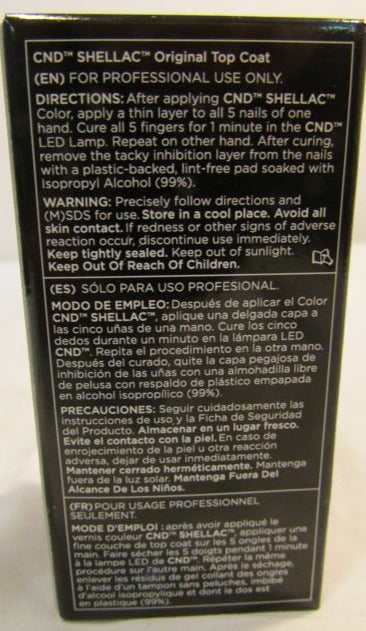 CND™ SHELLAC™ Original Top Coat
(EN) FOR PROFESSIONAL USE ONLY.
DIRECTIONS: After applying CND™ SHELLAC™
Color, apply a thin layer to all 5 nails of one
hand. Cure all 5 fingers for 1 minute in the CND™
LED Lamp. Repeat on other hand. After curing,
remove the tacky inhibition layer from the nails
with a plastic-backed, lint-free pad soaked with
Isopropyl Alcohol (99%).
WARNING: Precisely follow directions and
(M)SDS for use. Store in a cool place. Avoid all
skin contact. If redness or other signs of adverse
reaction occur, discontinue use immediately.
Keep tightly sealed. Keep out of sunlight.
Keep Out Of Reach Of Children.
(ES) SÓLO PARA USO PROFESIONAL.
MODO DE EMPLEO: Después de aplicar el Color
CND™ SHELLAC™, aplique una delgada capa a
las cinco uñas de una mano. Cure los cinco
dedos durante un minuto en la lámpara LED
CND™. Repita el procedimiento en la otra mano.
Después del curado, quite la capa pegajosa de
inhibición de las uñas con una almohadilla libre
de pelusa con respaldo de plástico empapada
en alcohol isopropílico (99%).
PRECAUCIONES: Seguir cuidadosamente las
instrucciones de uso y la Ficha de Seguridad
del Producto. Almacenar en un lugar fresco.
Evite el contacto con la piel. En caso de
enrojecimiento de la piel u otra reacción
adversa, dejar de usar inmediatamente.
Mantener cerrado herméticamente. Mantenga
fuera de la luz solar. Mantenga Fuera Del
Alcance De Los Niños.
(FR) POUR USAGE PROFESSIONNEL
SEULEMENT.
MODE D'EMPLOI : après avoir appliqué le
vernis couleur CND™ SHELLAC™, appliquer une
fine couche de top coat sur les 5 ongles de la
main. Faire sécher les 5 doigts pendant 1 minute
à la lampe LED de CND™. Répéter la même
procédure sur l'autre main. Après le séchage,
enlever les résidus de gel collant des ongles
à l'aide d'un tampon sans peluches, imbibé
d'alcool isopropylique et dont le dos est
en plastique (99%).